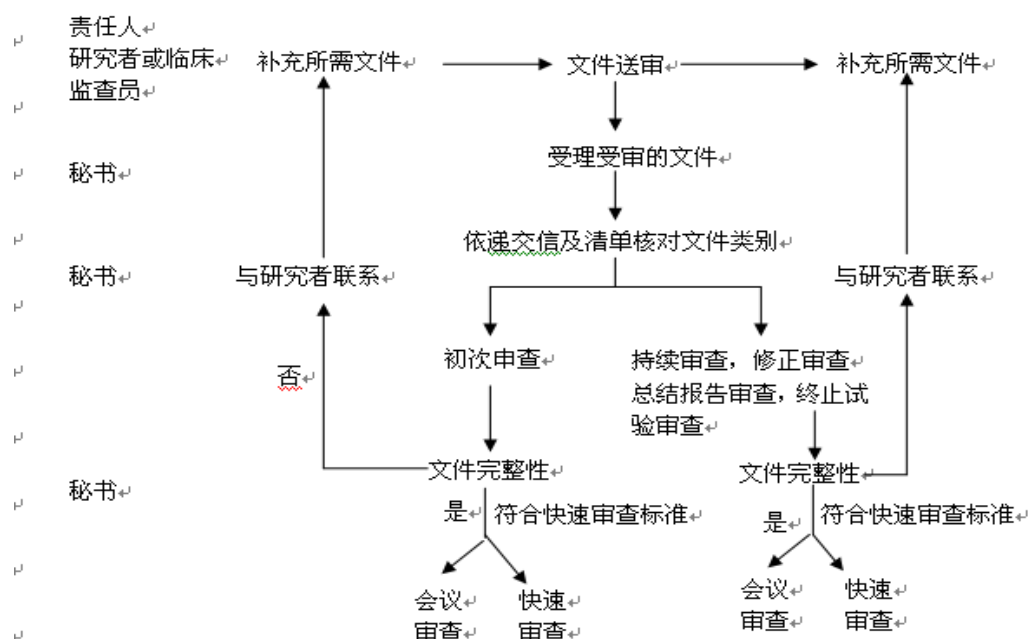 责任人
研究者或临床
监查员
补充所需文件
文件送审
补充所需文件
受理受审的文件
秘书
依递交信及清单核对文件类别
秘书
与研究者联系
与研究者联系
初次申查
持续审查，修正审查
总结报告审查，终止试
验审查
否
文件完整性
文件完整性
秘书
是
符合快速审查标准
是
符合快速审查标准
会议
审查
快速
审查
会议
审查
快速
审查